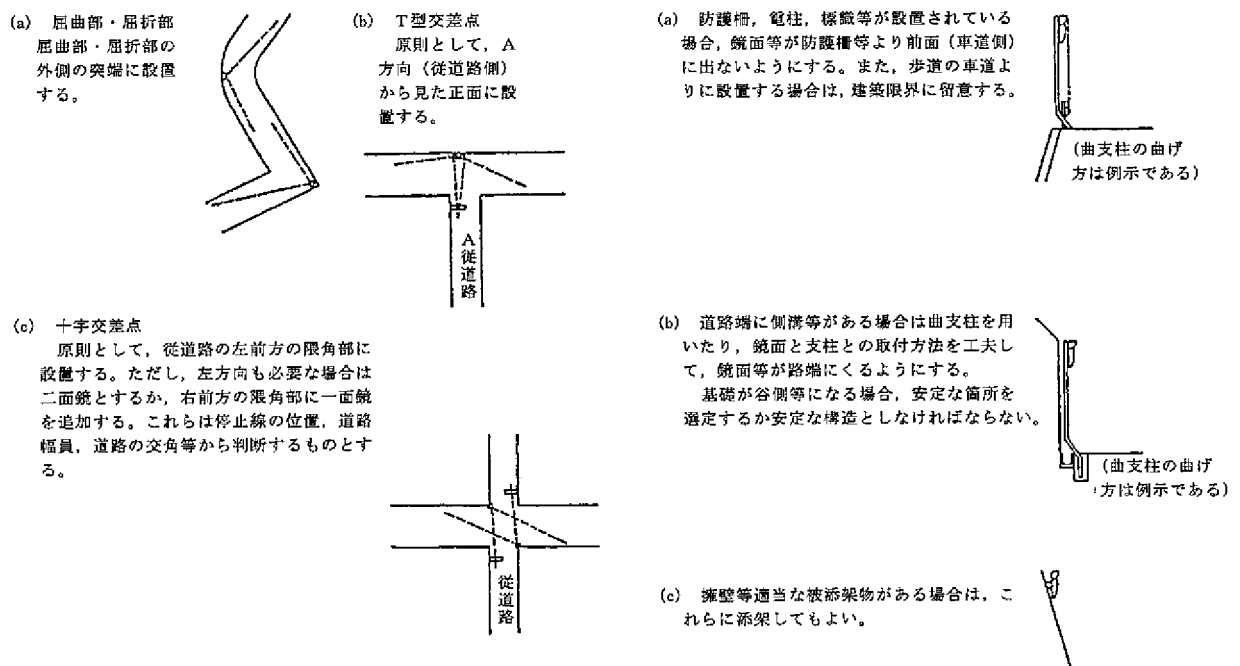 (a) 屈曲部・屈折部
屈曲部・屈折部の
外側の突端に設置
する。
(b) T型交差点
原則として，A
方向（従道路側）
から見た正面に設
置する。
A従道路
(c) 十字交差点
原則として，従道路の左前方の隈角部に
設置する。ただし，左方向も必要な場合は
二面鏡とするか，右前方の隈角部に一面鏡
を追加する。これらは停止線の位置，道路
幅員，道路の交角等から判断するものとす
る。
従道路
(a) 防護柵，電柱，標識等が設置されている
場合，鏡面等が防護柵等より前面（車道側）
に出ないようにする。また，歩道の車道よ
りに設置する場合は，建築限界に留意する。
（曲支柱の曲げ
方は例示である）
(b) 道路端に側溝等がある場合は曲支柱を用
いたり，鏡面と支柱との取付方法を工夫し
て，鏡面等が路端にくるようにする。
基礎が谷側等になる場合，安定な箇所を
選定するか安定な構造としなければならない。
（曲支柱の曲げ
方は例示である）
(c) 擁壁等適当な被添架物がある場合は，こ
れらに添架してもよい。